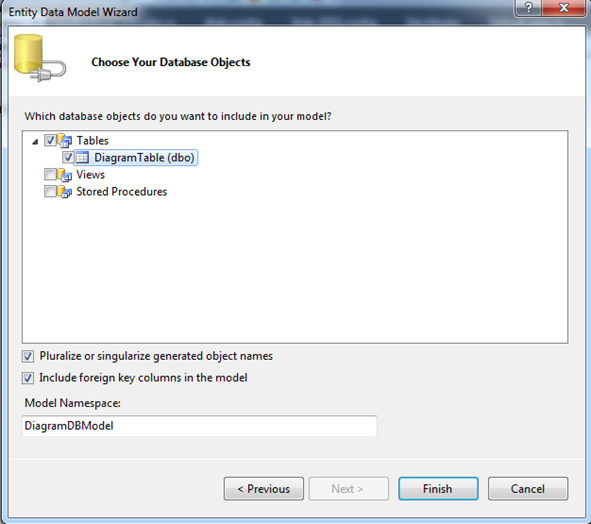 Entity Data Model Wizard
?
Choose Your Database Objects
Which database objects do you want to include in your model?
Tables
DiagramTable (dbo)
Views
Stored Procedures
Pluralize or singularize generated object names
Include foreign key columns in the model
Model Namespace:
DiagramDBModel
< Previous
Next >
Finish
Cancel